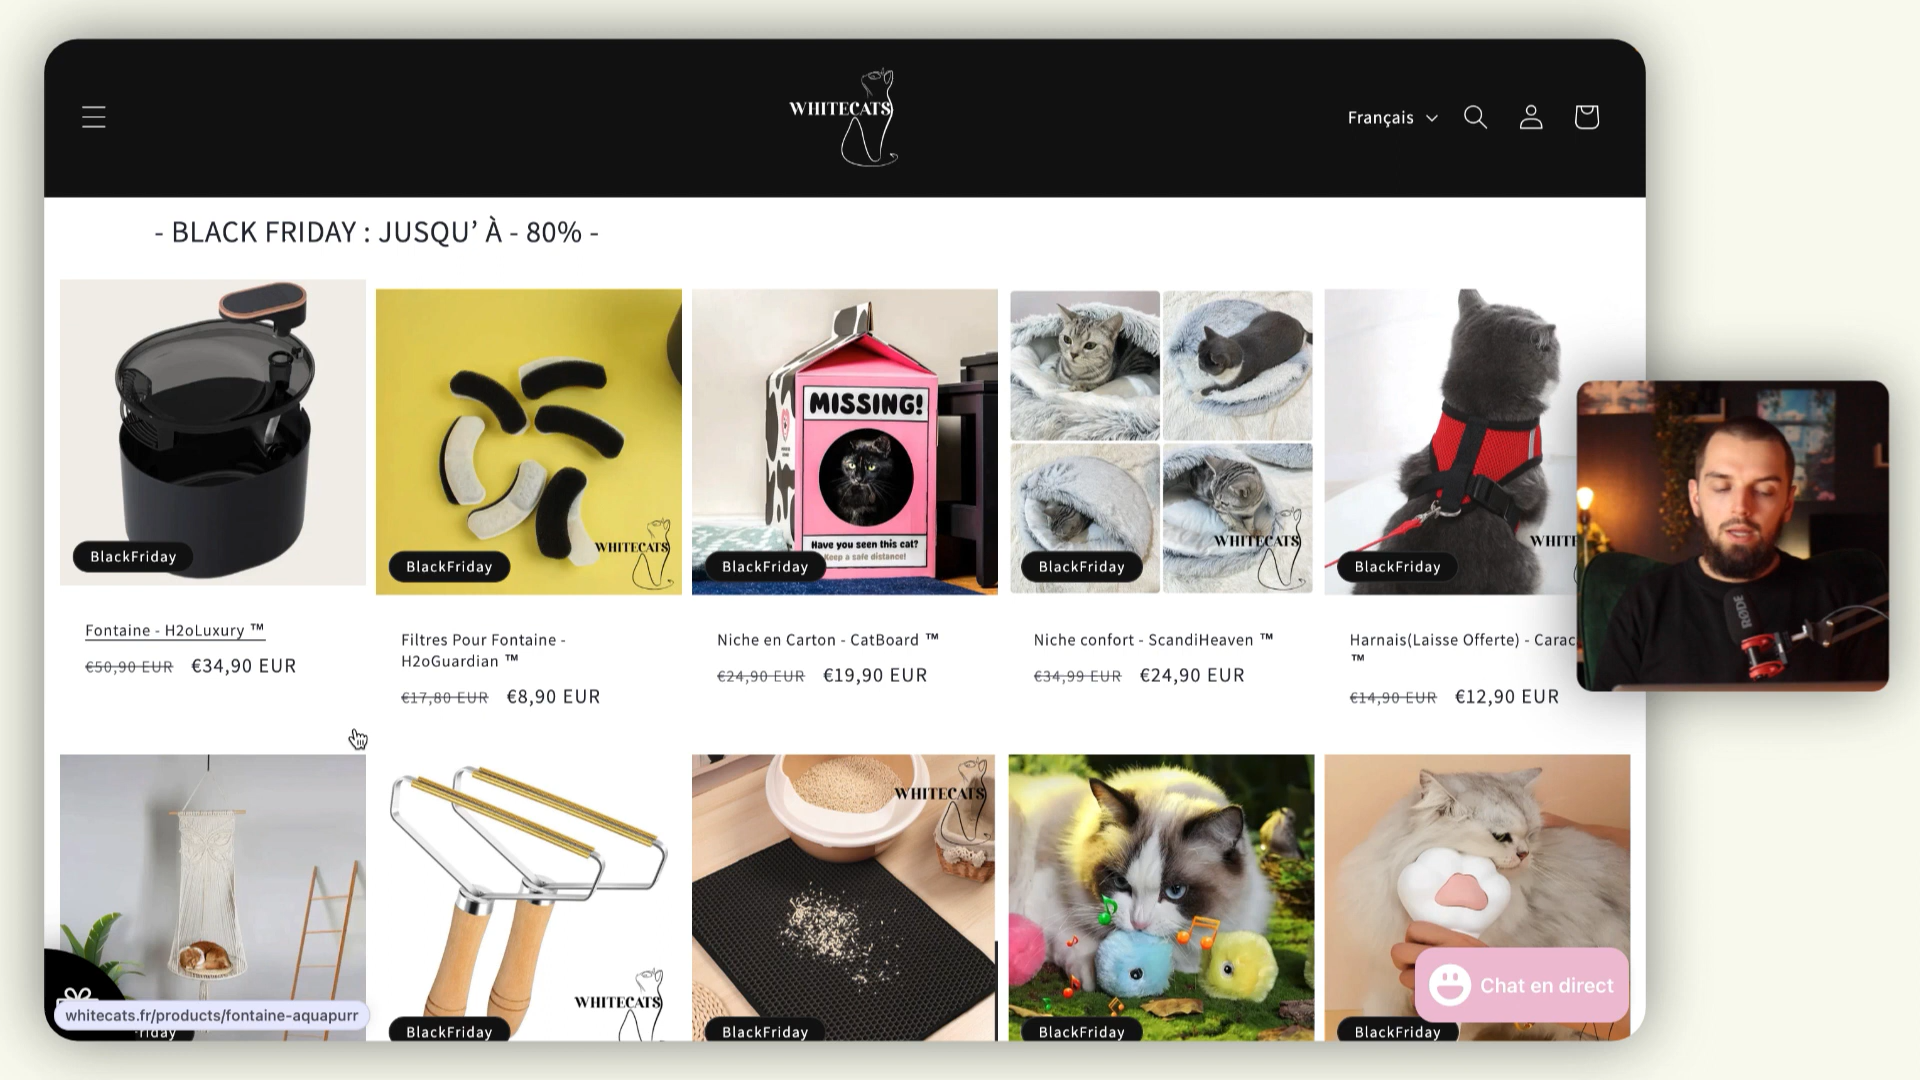 WHITECATS
Français
- BLACK FRIDAY : JUSQU’ À - 80% -
MISSING!
Have you seen this cat?
Keep a safe distance!
WHITECATS
WHITECATS
WHIT
BlackFriday
BlackFriday
BlackFriday
BlackFriday
BlackFriday
Fontaine - H2oLuxury ™
€50,90 EUR €34,90 EUR
Filtres Pour Fontaine -
H2oGuardian ™
€17,80 EUR €8,90 EUR
Niche en Carton - CatBoard ™
€24,90 EUR €19,90 EUR
Niche confort - ScandiHeaven ™
€34,99 EUR €24,90 EUR
Harnais(Laisse Offerte) - Carac
™
€14,90 EUR €12,90 EUR
RØDE
WHITECATS
WHITECATS
Chat en direct
whitecats.fr/products/fontaine-aquapurr
riday
BlackFriday
BlackFriday
BlackFriday
BlackFriday